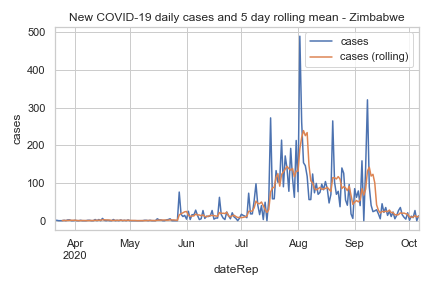 New COVID-19 daily cases and 5 day rolling mean - Zimbabwe
cases
cases (rolling)
500
400
300
200
100
0
cases
Apr May Jun Jul Aug Sep Oct
2020
dateRep